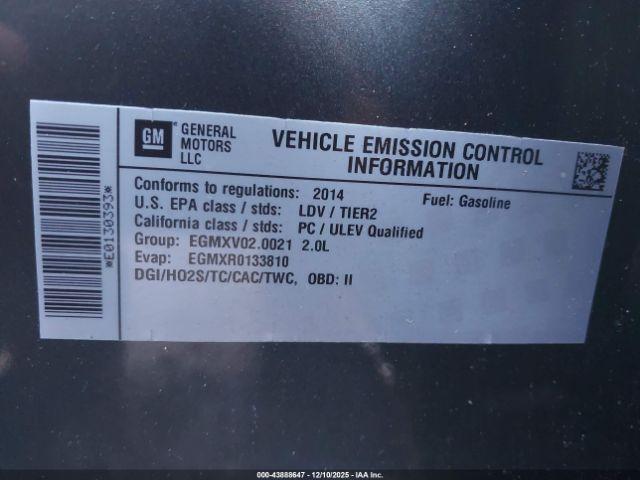 GM
GENERAL
MOTORS
LLC
VEHICLE EMISSION CONTROL
INFORMATION
Conforms to regulations: 2014 Fuel: Gasoline
U.S. EPA class / stds: LDV / TIER2
California class / stds: PC / ULEV Qualified
Group: EGMXV02.0021 2.0L
Evap: EGMXR0133810
DGI/HO2S/TC/CAC/TWC, OBD: II
*E0130393*
000-43888647 - 12/10/2025 - IAA Inc.